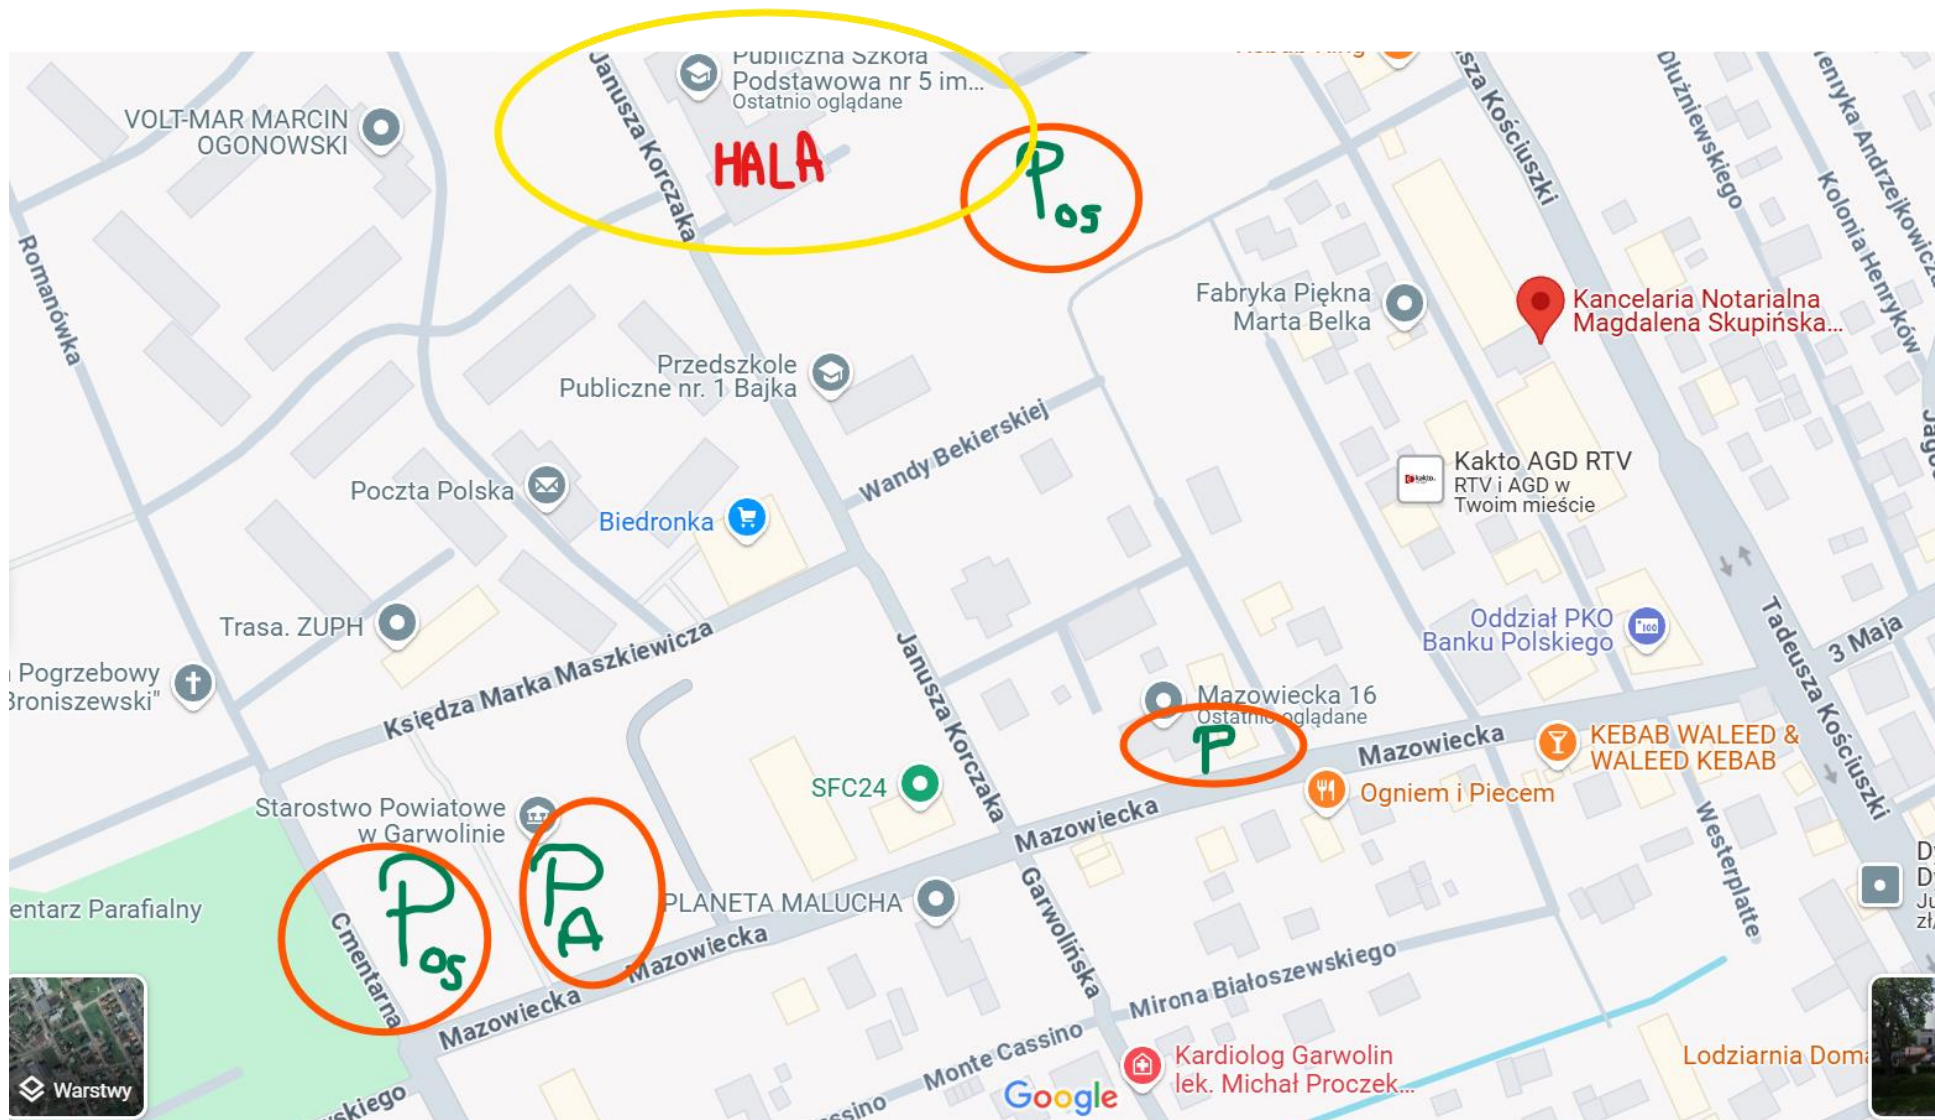 Publiczna Szkoła
Podstawowa nr 5 im...
Ostatnio oglądane
HALA
VOLT-MAR MARCIN
OGONOWSKI
Janusza Korczaka
Pos
Dłużniewskiego
Kolonia Henryków
Romanówka
Fabryka Piękna
Marta Belka
Kancelaria Notarialna
Magdalena Skupińska...
Przedszkole
Publiczne nr. 1 Bajka
Wandy Bekierskiej
Kakto AGD RTV
RTV i AGD w
Twoim mieście
Poczta Polska
Biedronka
Trasa. ZUPH
Księdza Marka Maszkiewicza
Janusza Korczaka
Oddział PKO
Banku Polskiego
3 Maja
Tadeusza Kościuszki
Pogrzebowy
Broniszewski"
Mazowiecka 16
Ostatnio oglądane
P
Mazowiecka
KEBAB WALEED &
WALEED KEBAB
SFC24
Ogniem i Piecem
Starostwo Powiatowe
w Garwolinie
Mazowiecka
Westerplatte
Pos
PA
PLANETA MALUCHA
Garwolińska
Cmentarna
Mazowiecka
Mazowiecka
Mirona Białoszewskiego
Monte Cassino
Kardiolog Garwolin
lek. Michał Proczek...
Google
Warstwy